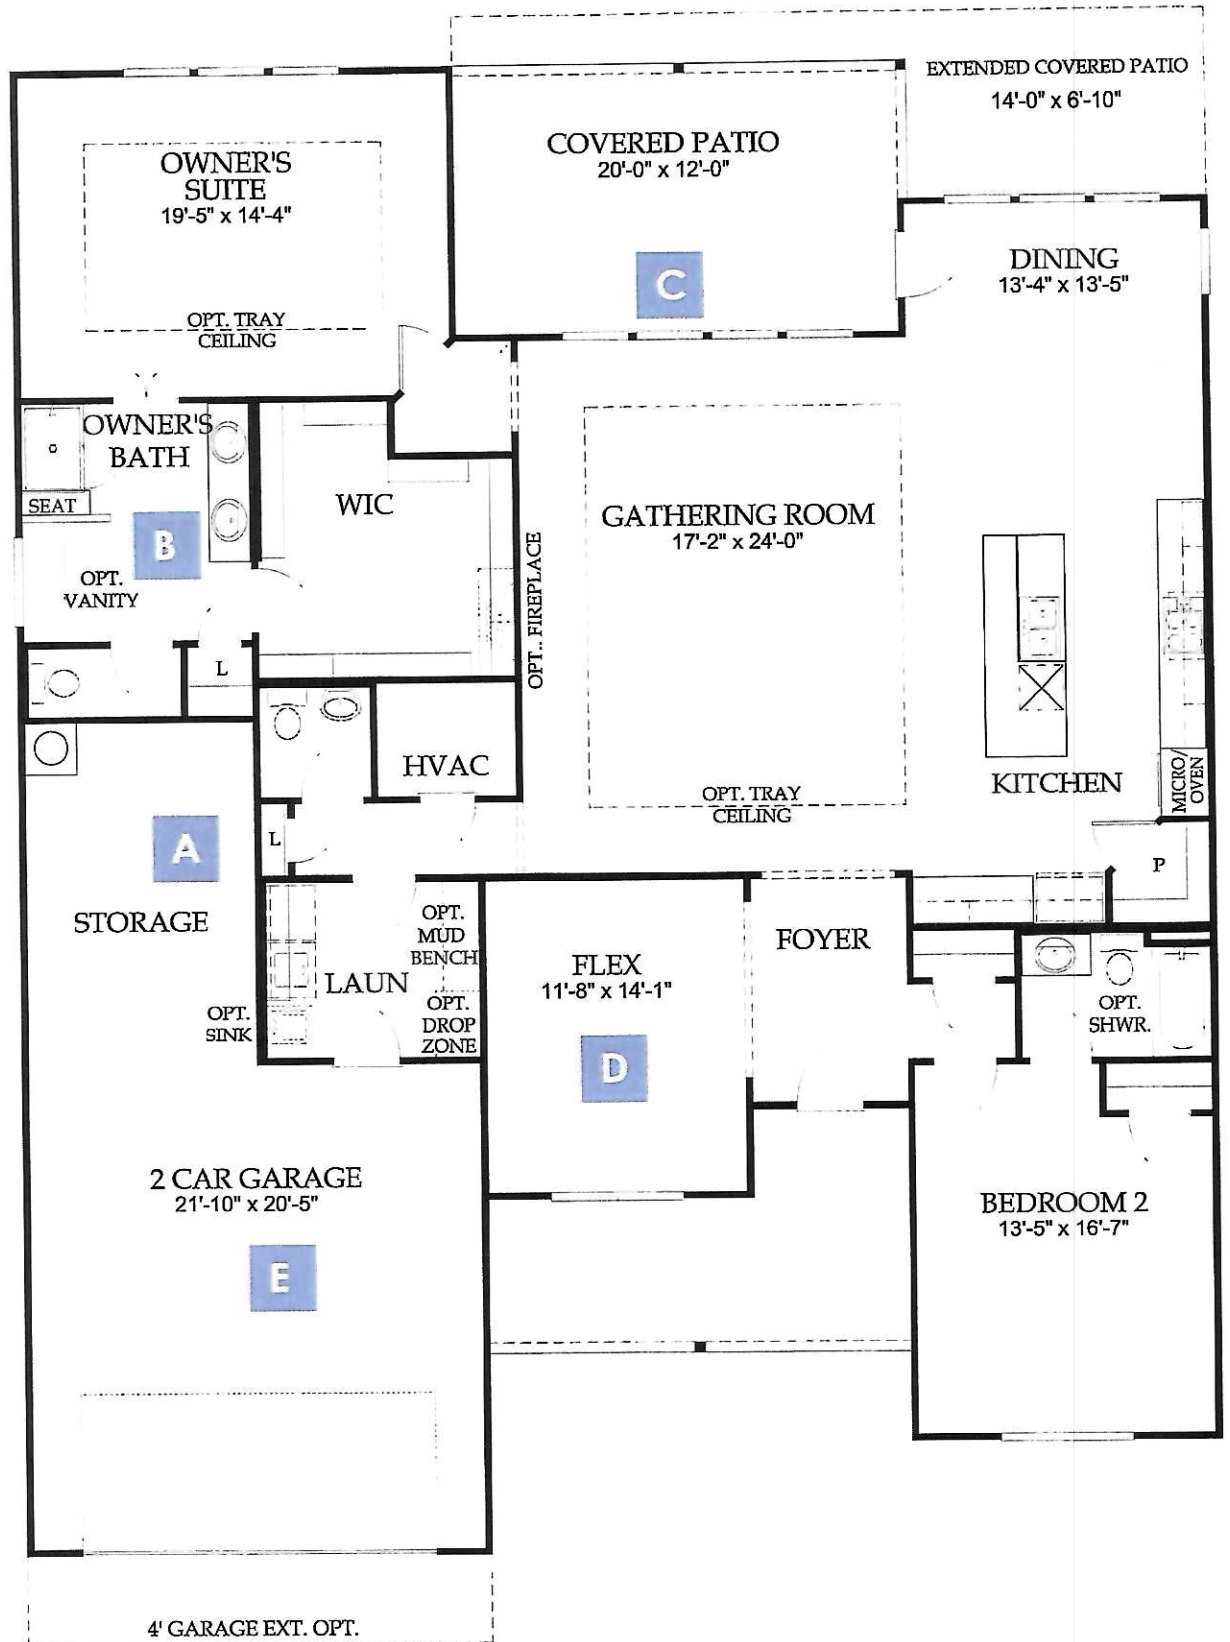 EXTENDED COVERED PATIO
14'-0" x 6'-10"
COVERED PATIO
20'-0" x 12'-0"
C
OWNER'S
SUITE
19'-5" x 14'-4"
OPT. TRAY
CEILING
DINING
13'-4" x 13'-5"
OWNER'S
BATH
SEAT
B
OPT.
VANITY
L
WIC
OPT.. FIREPLACE
GATHERING ROOM
17'-2" x 24'-0"
OPT. TRAY
CEILING
KITCHEN
MICRO/
OVEN
P
HVAC
L
A
STORAGE
OPT.
SINK
LAUN
OPT.
MUD
BENCH
OPT.
DROP
ZONE
FLEX
11'-8" x 14'-1"
D
FOYER
OPT.
SHWR.
2 CAR GARAGE
21'-10" x 20'-5"
E
BEDROOM 2
13'-5" x 16'-7"
4' GARAGE EXT. OPT.